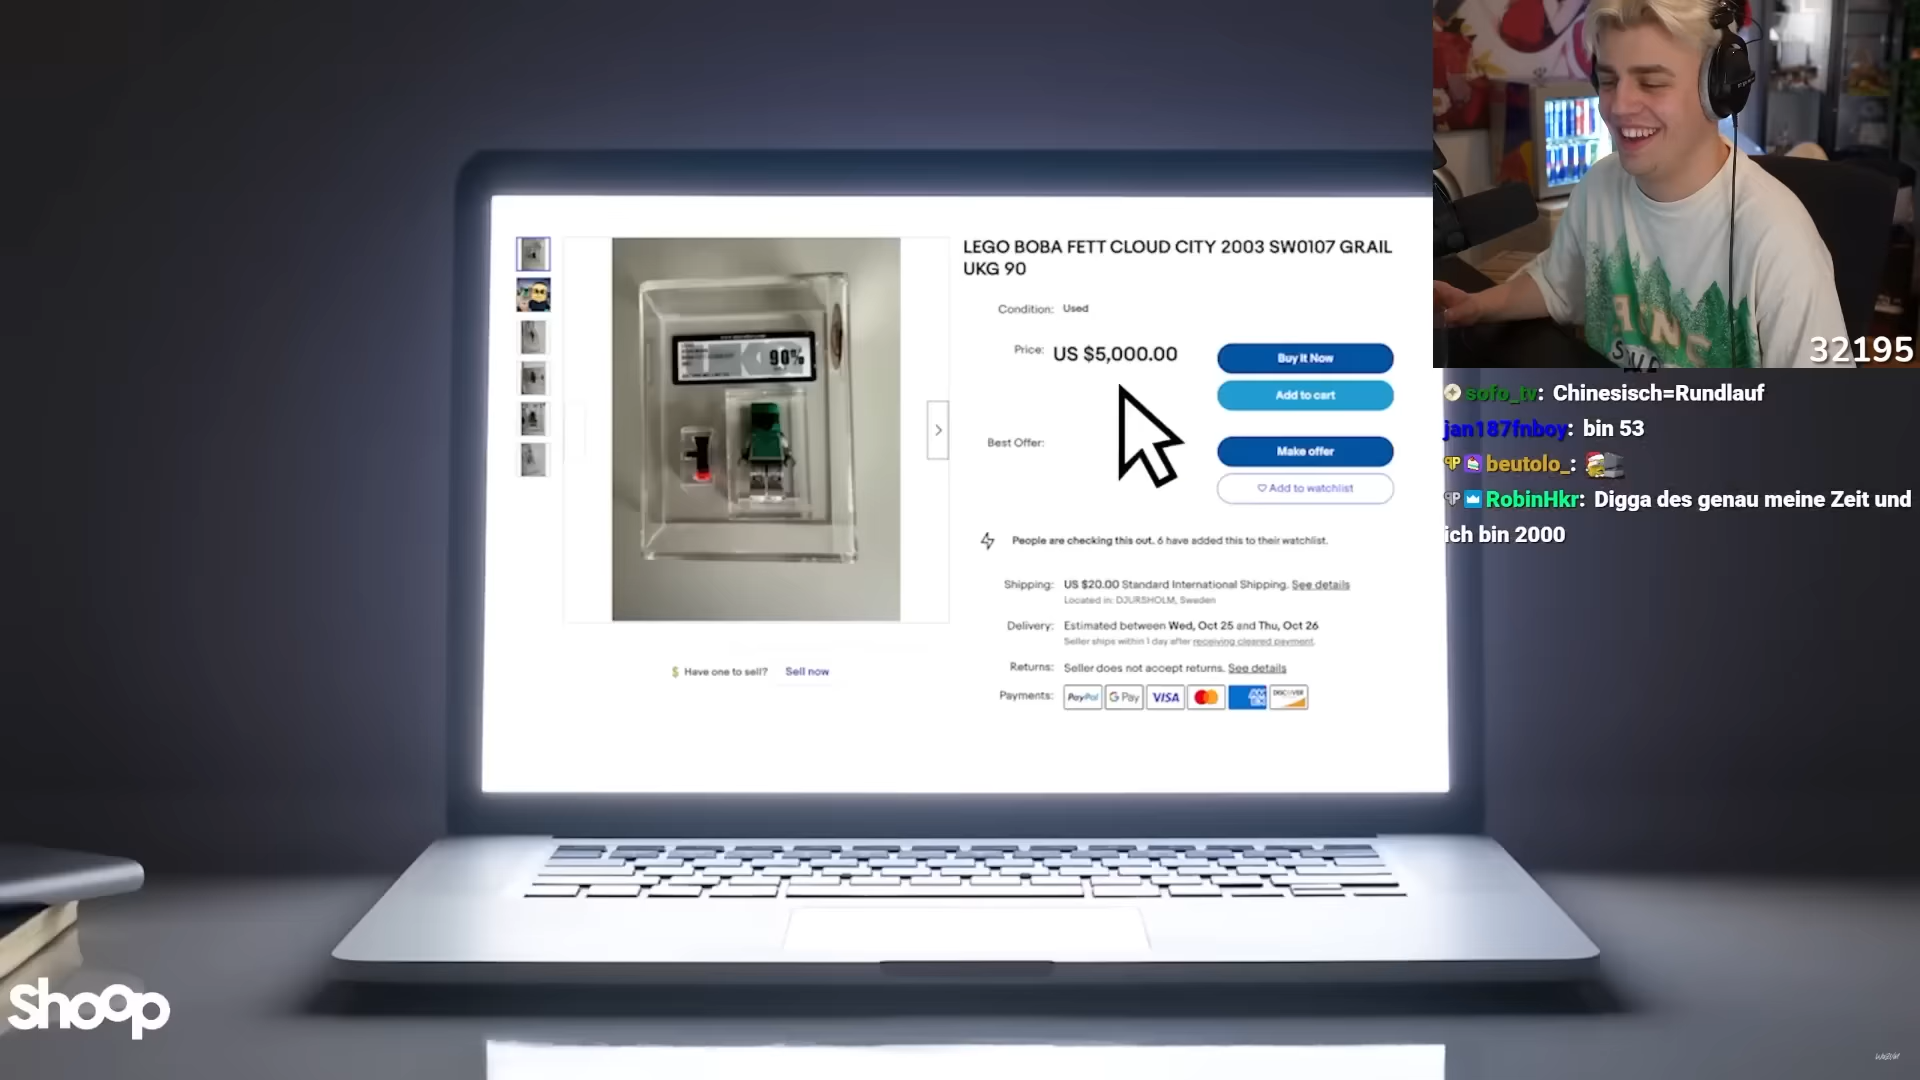 LEGO BOBA FETT CLOUD CITY 2003 SW0107 GRAIL
UKG 90
Condition: Used
Price: US $5,000.00
Buy It Now
Add to cart
Best Offer:
Make offer
Add to watchlist
People are checking this out. 6 have added this to their watchlist.
Shipping: US $20.00 Standard International Shipping. See details
Located in: DJURSHOLM, Sweden
Delivery: Estimated between Wed, Oct 25 and Thu, Oct 26
Seller ships within 1 day after receiving cleared payment.
Returns: Seller does not accept returns. See details
Payments: PayPal G Pay VISA DISCOVER
90%
$ Have one to sell? Sell now
32195
sofo_tv: Chinesisch=Rundlauf
jan187fnboy: bin 53
beutolo_:
RobinHkr: Digga des genau meine Zeit und
ich bin 2000
shoop